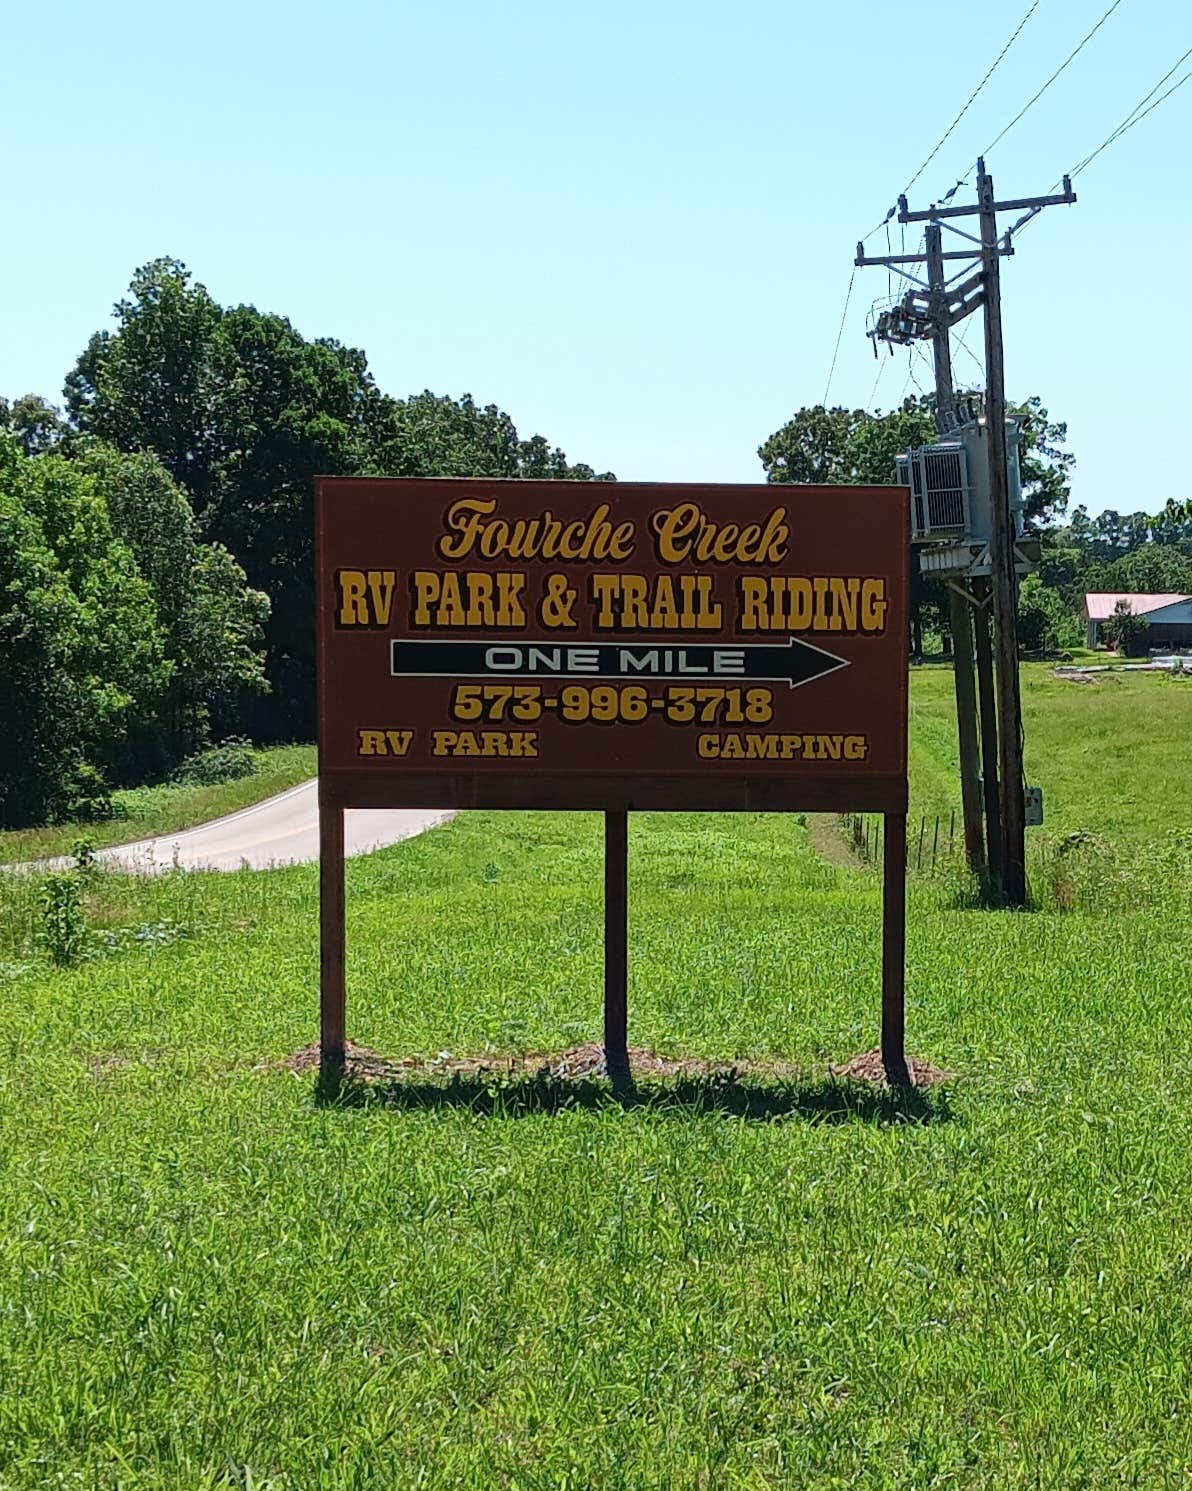 Fourche Creek
RV PARK & TRAIL RIDING
ONE MILE
573-996-3718
RV PARK CAMPING